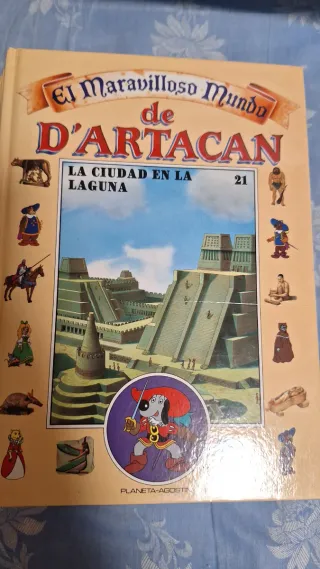 El Maravilloso Mundo
de
D'ARTACAN
LA CIUDAD EN LA
LAGUNA
21
PLANETA-AGOSTINI